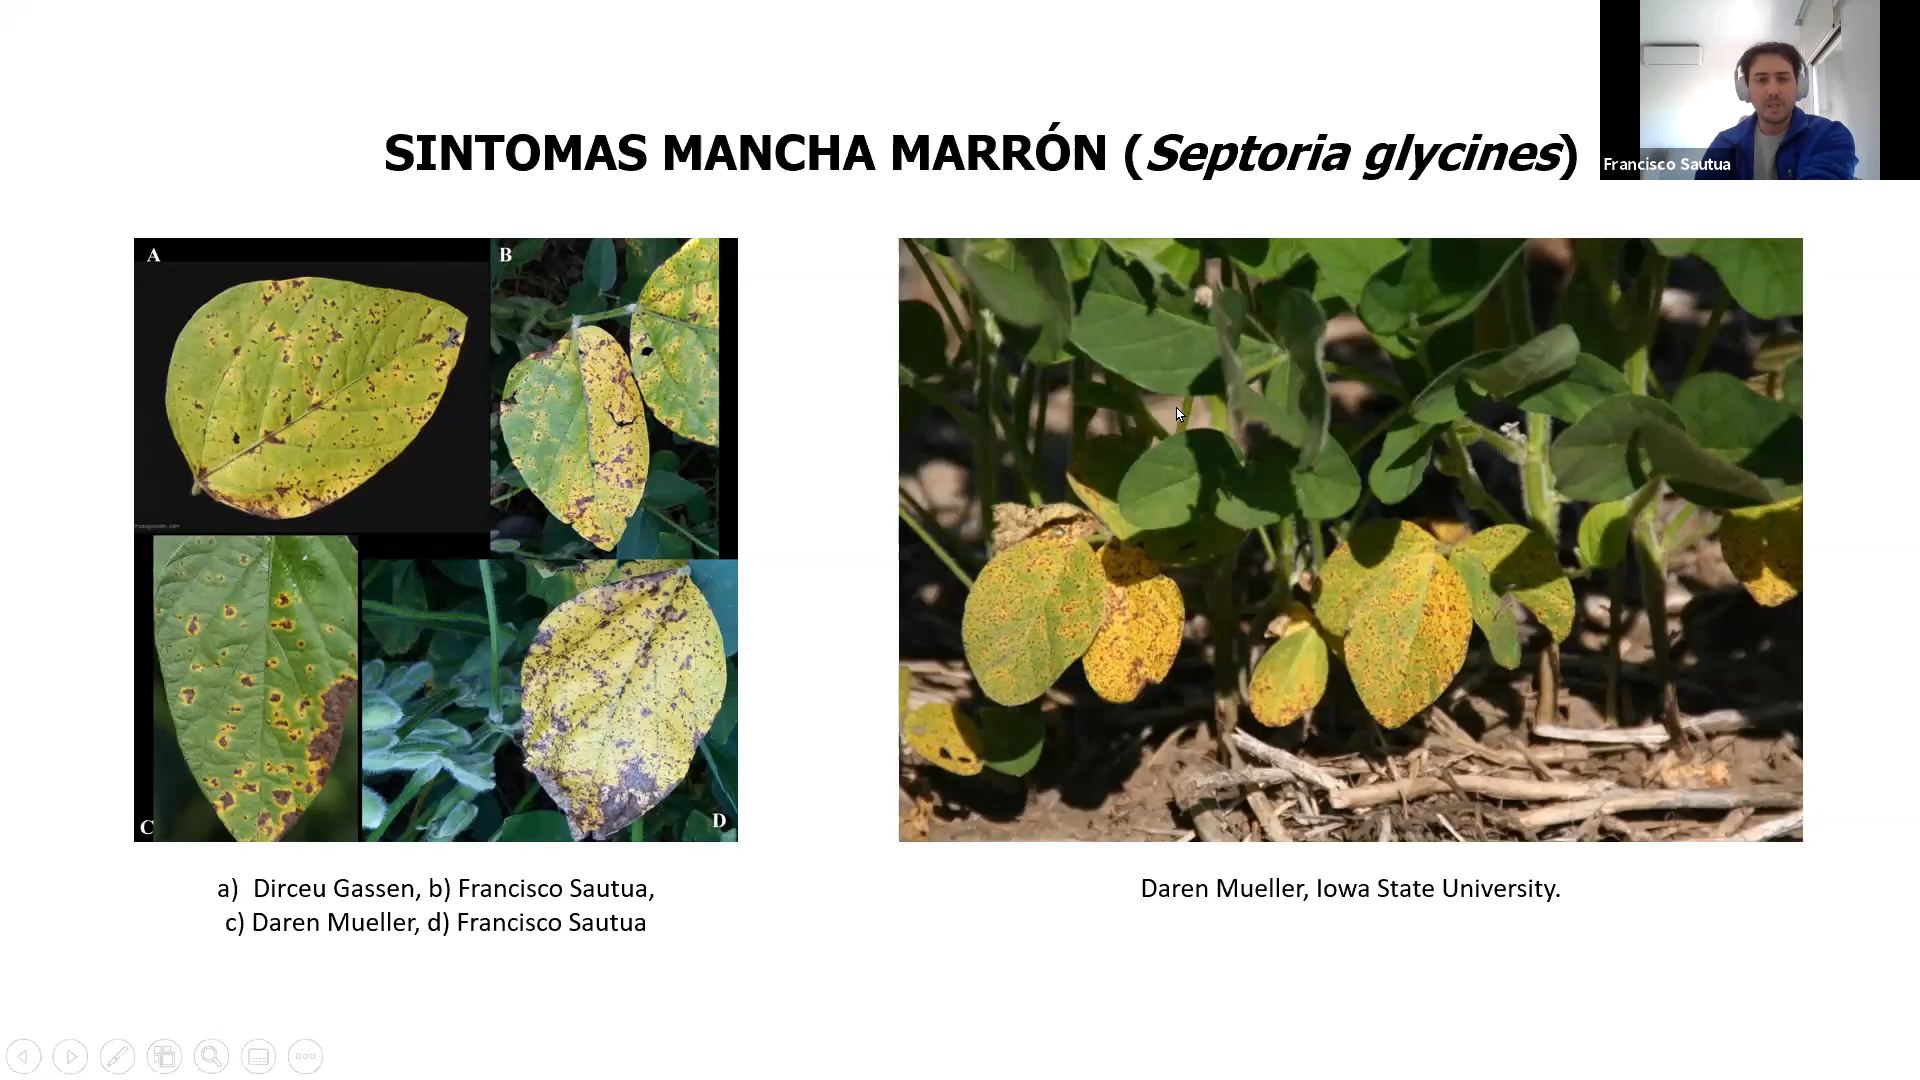 SINTOMAS MANCHA MARRÓN (Septoria glycines)
Francisco Sautua
A
B
C
D
a) Dirceu Gassen, b) Francisco Sautua,
c) Daren Mueller, d) Francisco Sautua
Daren Mueller, Iowa State University.